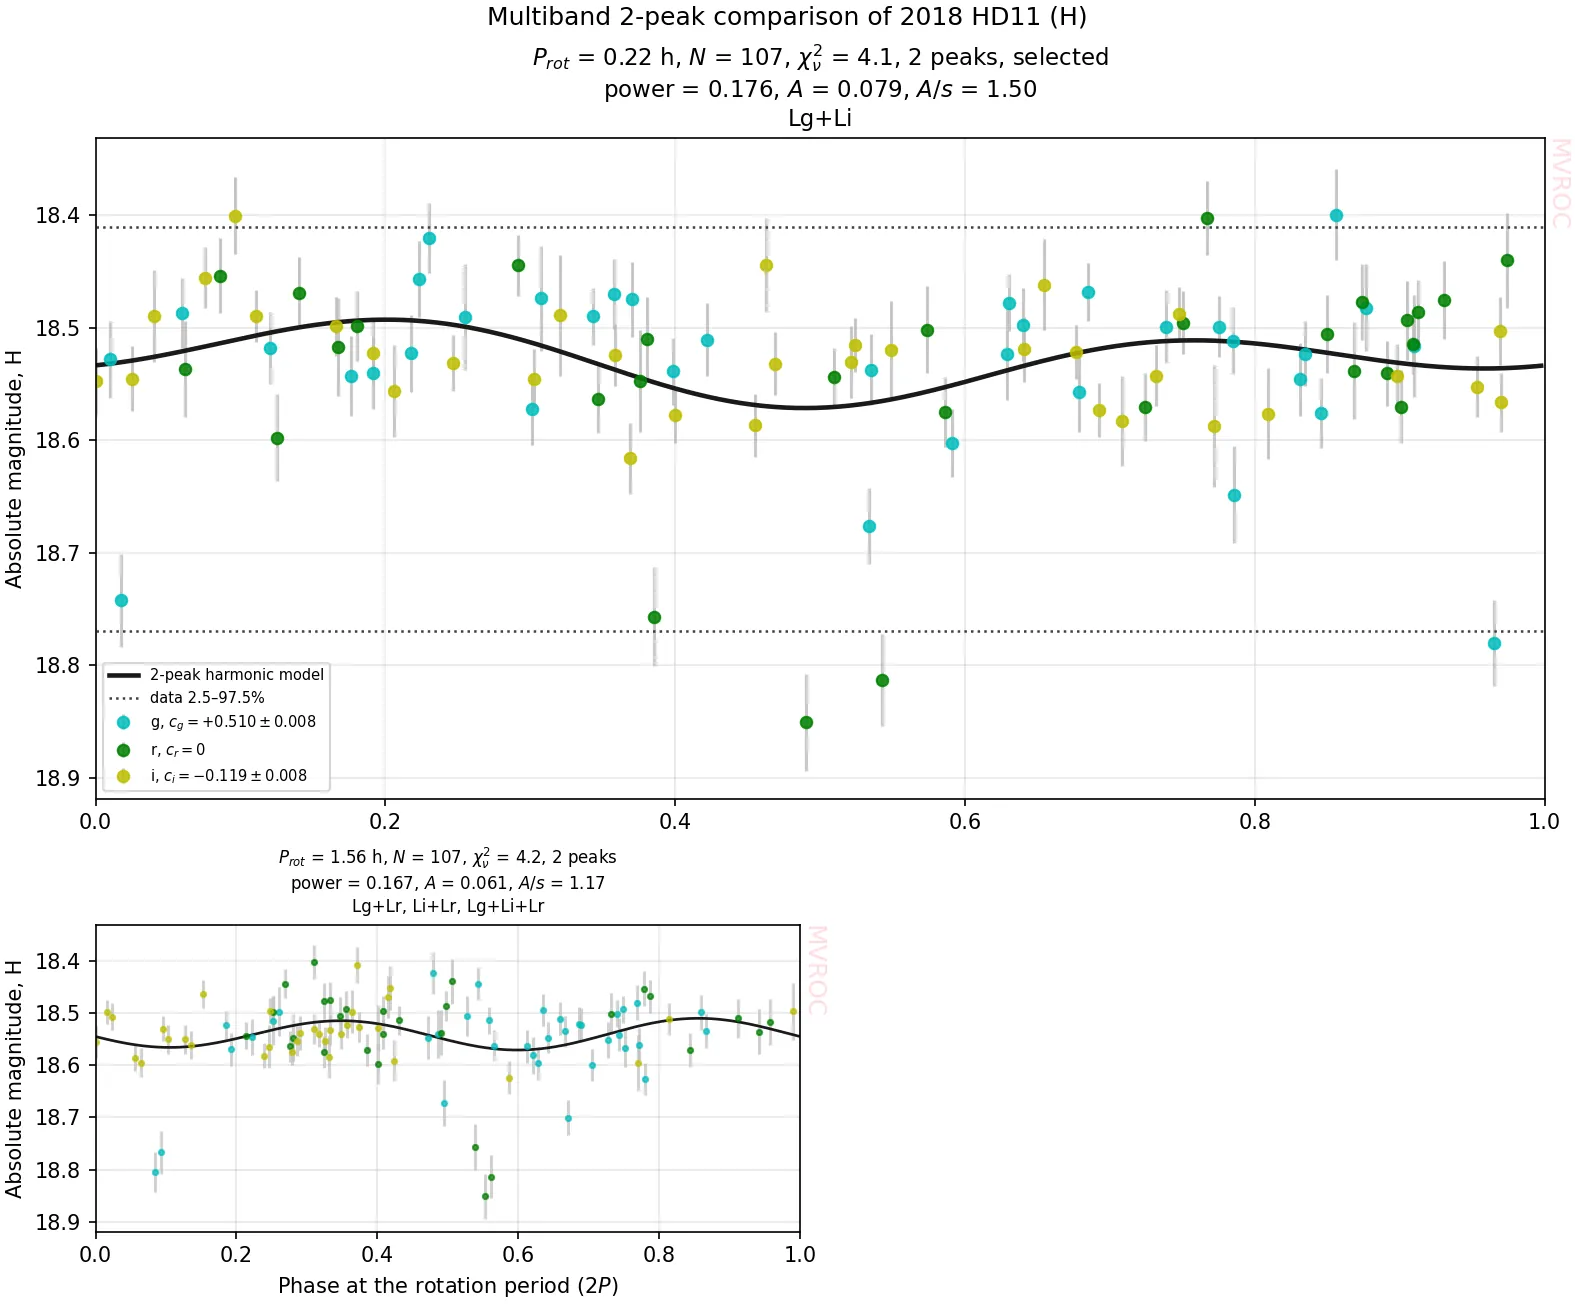 Multiband 2-peak comparison of 2018 HD11 (H)
P_rot = 0.22 h, N = 107, χ²_ν = 4.1, 2 peaks, selected
power = 0.176, A = 0.079, A/s = 1.50
Lg+Li
MVROC
Absolute magnitude, H
18.4
18.5
18.6
18.7
18.8
18.9
2-peak harmonic model
data 2.5–97.5%
g, c_g = +0.510 ± 0.008
r, c_r = 0
i, c_i = −0.119 ± 0.008
0.0 0.2 0.4 0.6 0.8 1.0
P_rot = 1.56 h, N = 107, χ²_ν = 4.2, 2 peaks
power = 0.167, A = 0.061, A/s = 1.17
Lg+Lr, Li+Lr, Lg+Li+Lr
MVROC
Absolute magnitude, H
18.4
18.5
18.6
18.7
18.8
18.9
0.0 0.2 0.4 0.6 0.8 1.0
Phase at the rotation period (2P)